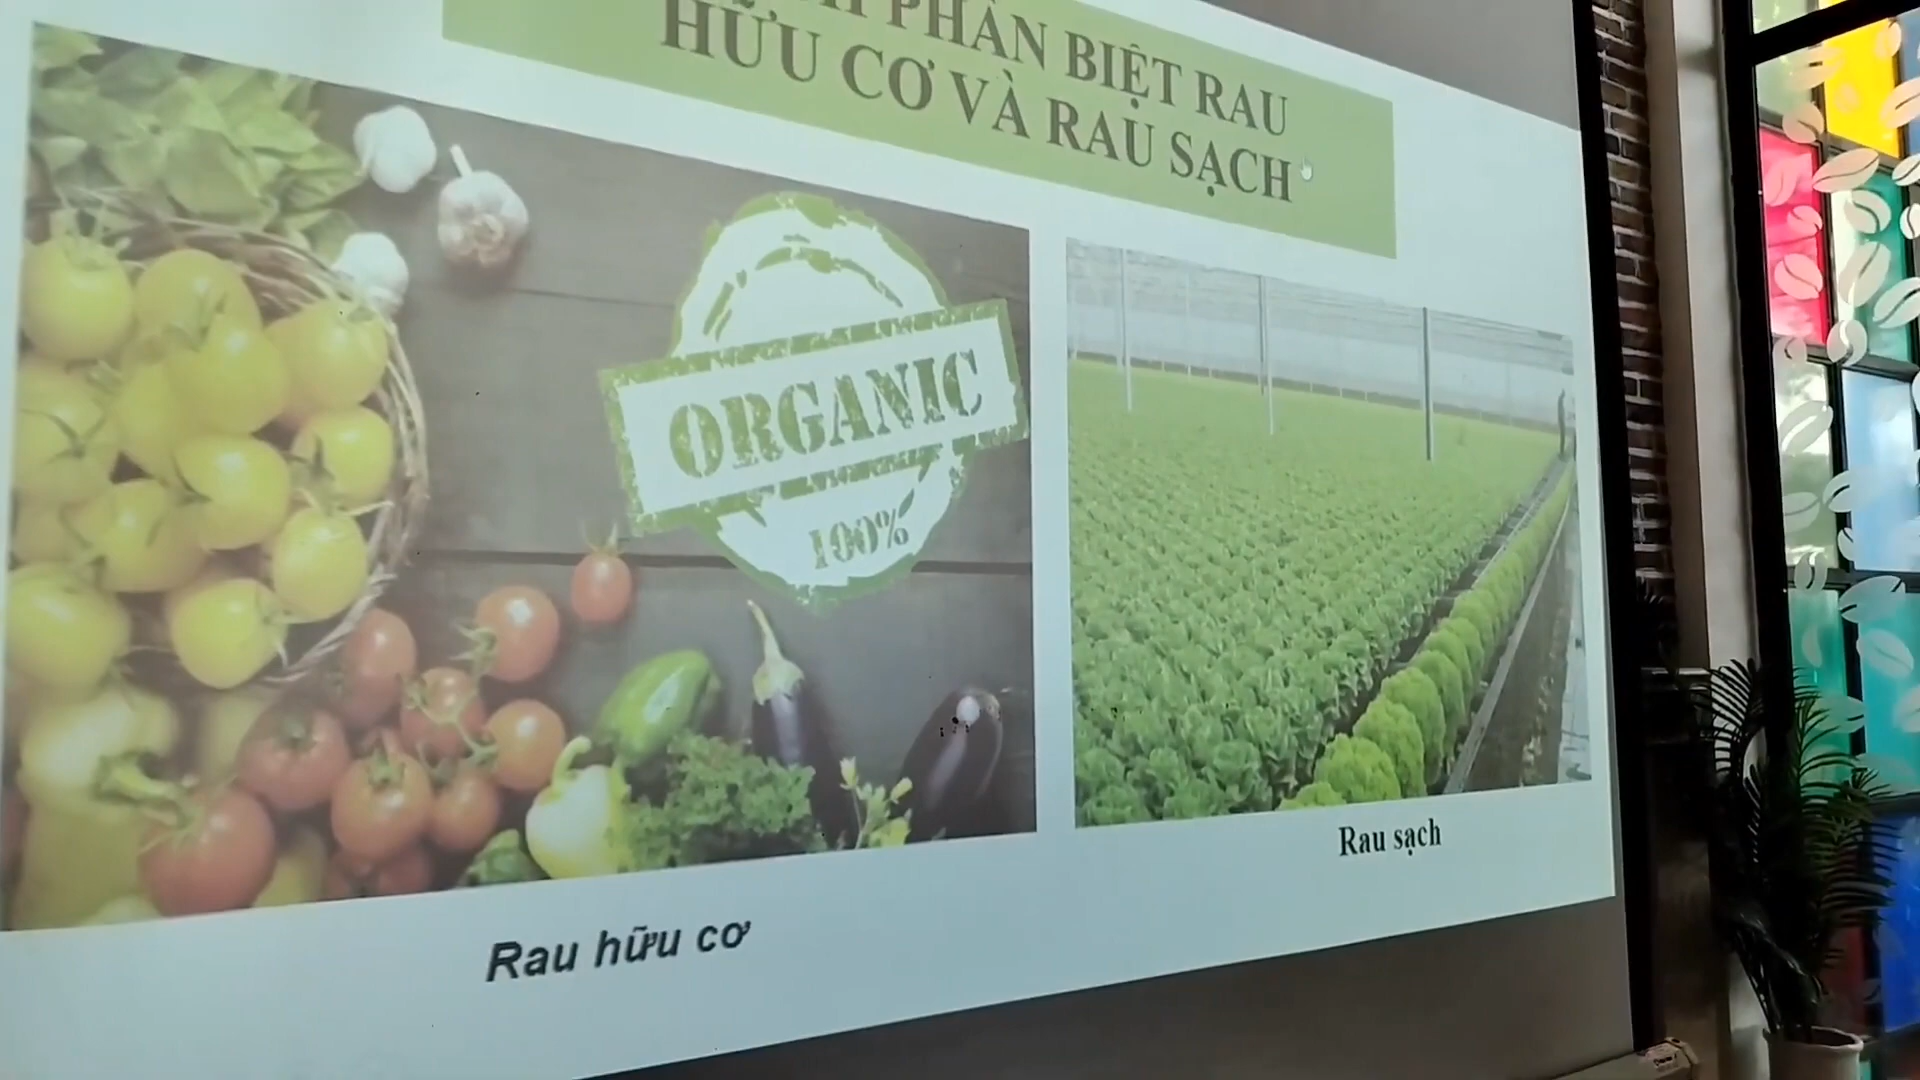 PHÂN BIỆT RAU
HỮU CƠ VÀ RAU SẠCH
ORGANIC
100%
Rau sạch
Rau hữu cơ